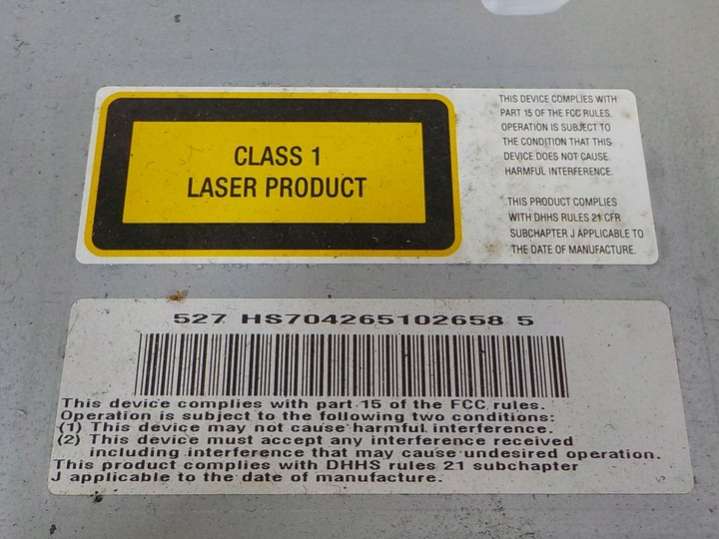 CLASS 1
LASER PRODUCT
THIS DEVICE COMPLIES WITH
PART 15 OF THE FCC RULES.
OPERATION IS SUBJECT TO
THE CONDITION THAT THIS
DEVICE DOES NOT CAUSE
HARMFUL INTERFERENCE.
THIS PRODUCT COMPLIES
WITH DHHS RULES 21 CFR
SUBCHAPTER J APPLICABLE TO
THE DATE OF MANUFACTURE.
527 HS704265102658 5
This device complies with part 15 of the FCC rules.
Operation is subject to the following two conditions:
(1) This device may not cause harmful interference.
(2) This device must accept any interference received
including interference that may cause undesired operation.
This product complies with DHHS rules 21 subchapter
J applicable to the date of manufacture.